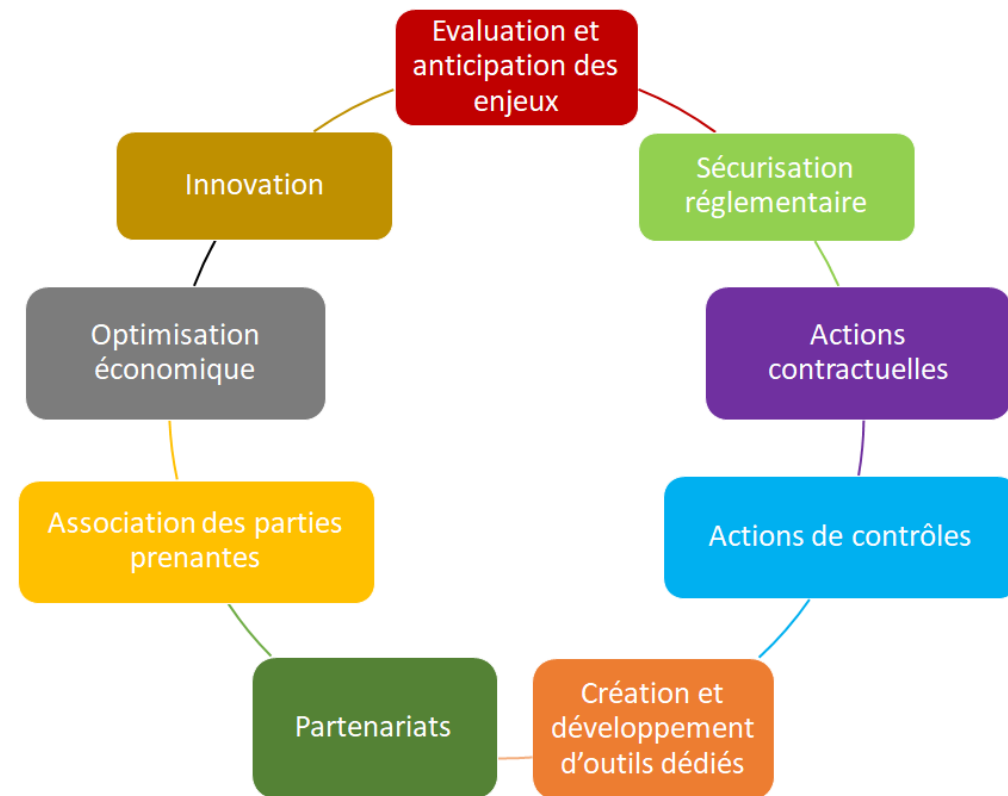 Evaluation et
anticipation des
enjeux
Sécurisation
réglementaire
Actions
contractuelles
Actions de contrôles
Création et
développement
d’outils dédiés
Partenariats
Association des parties
prenantes
Optimisation
économique
Innovation